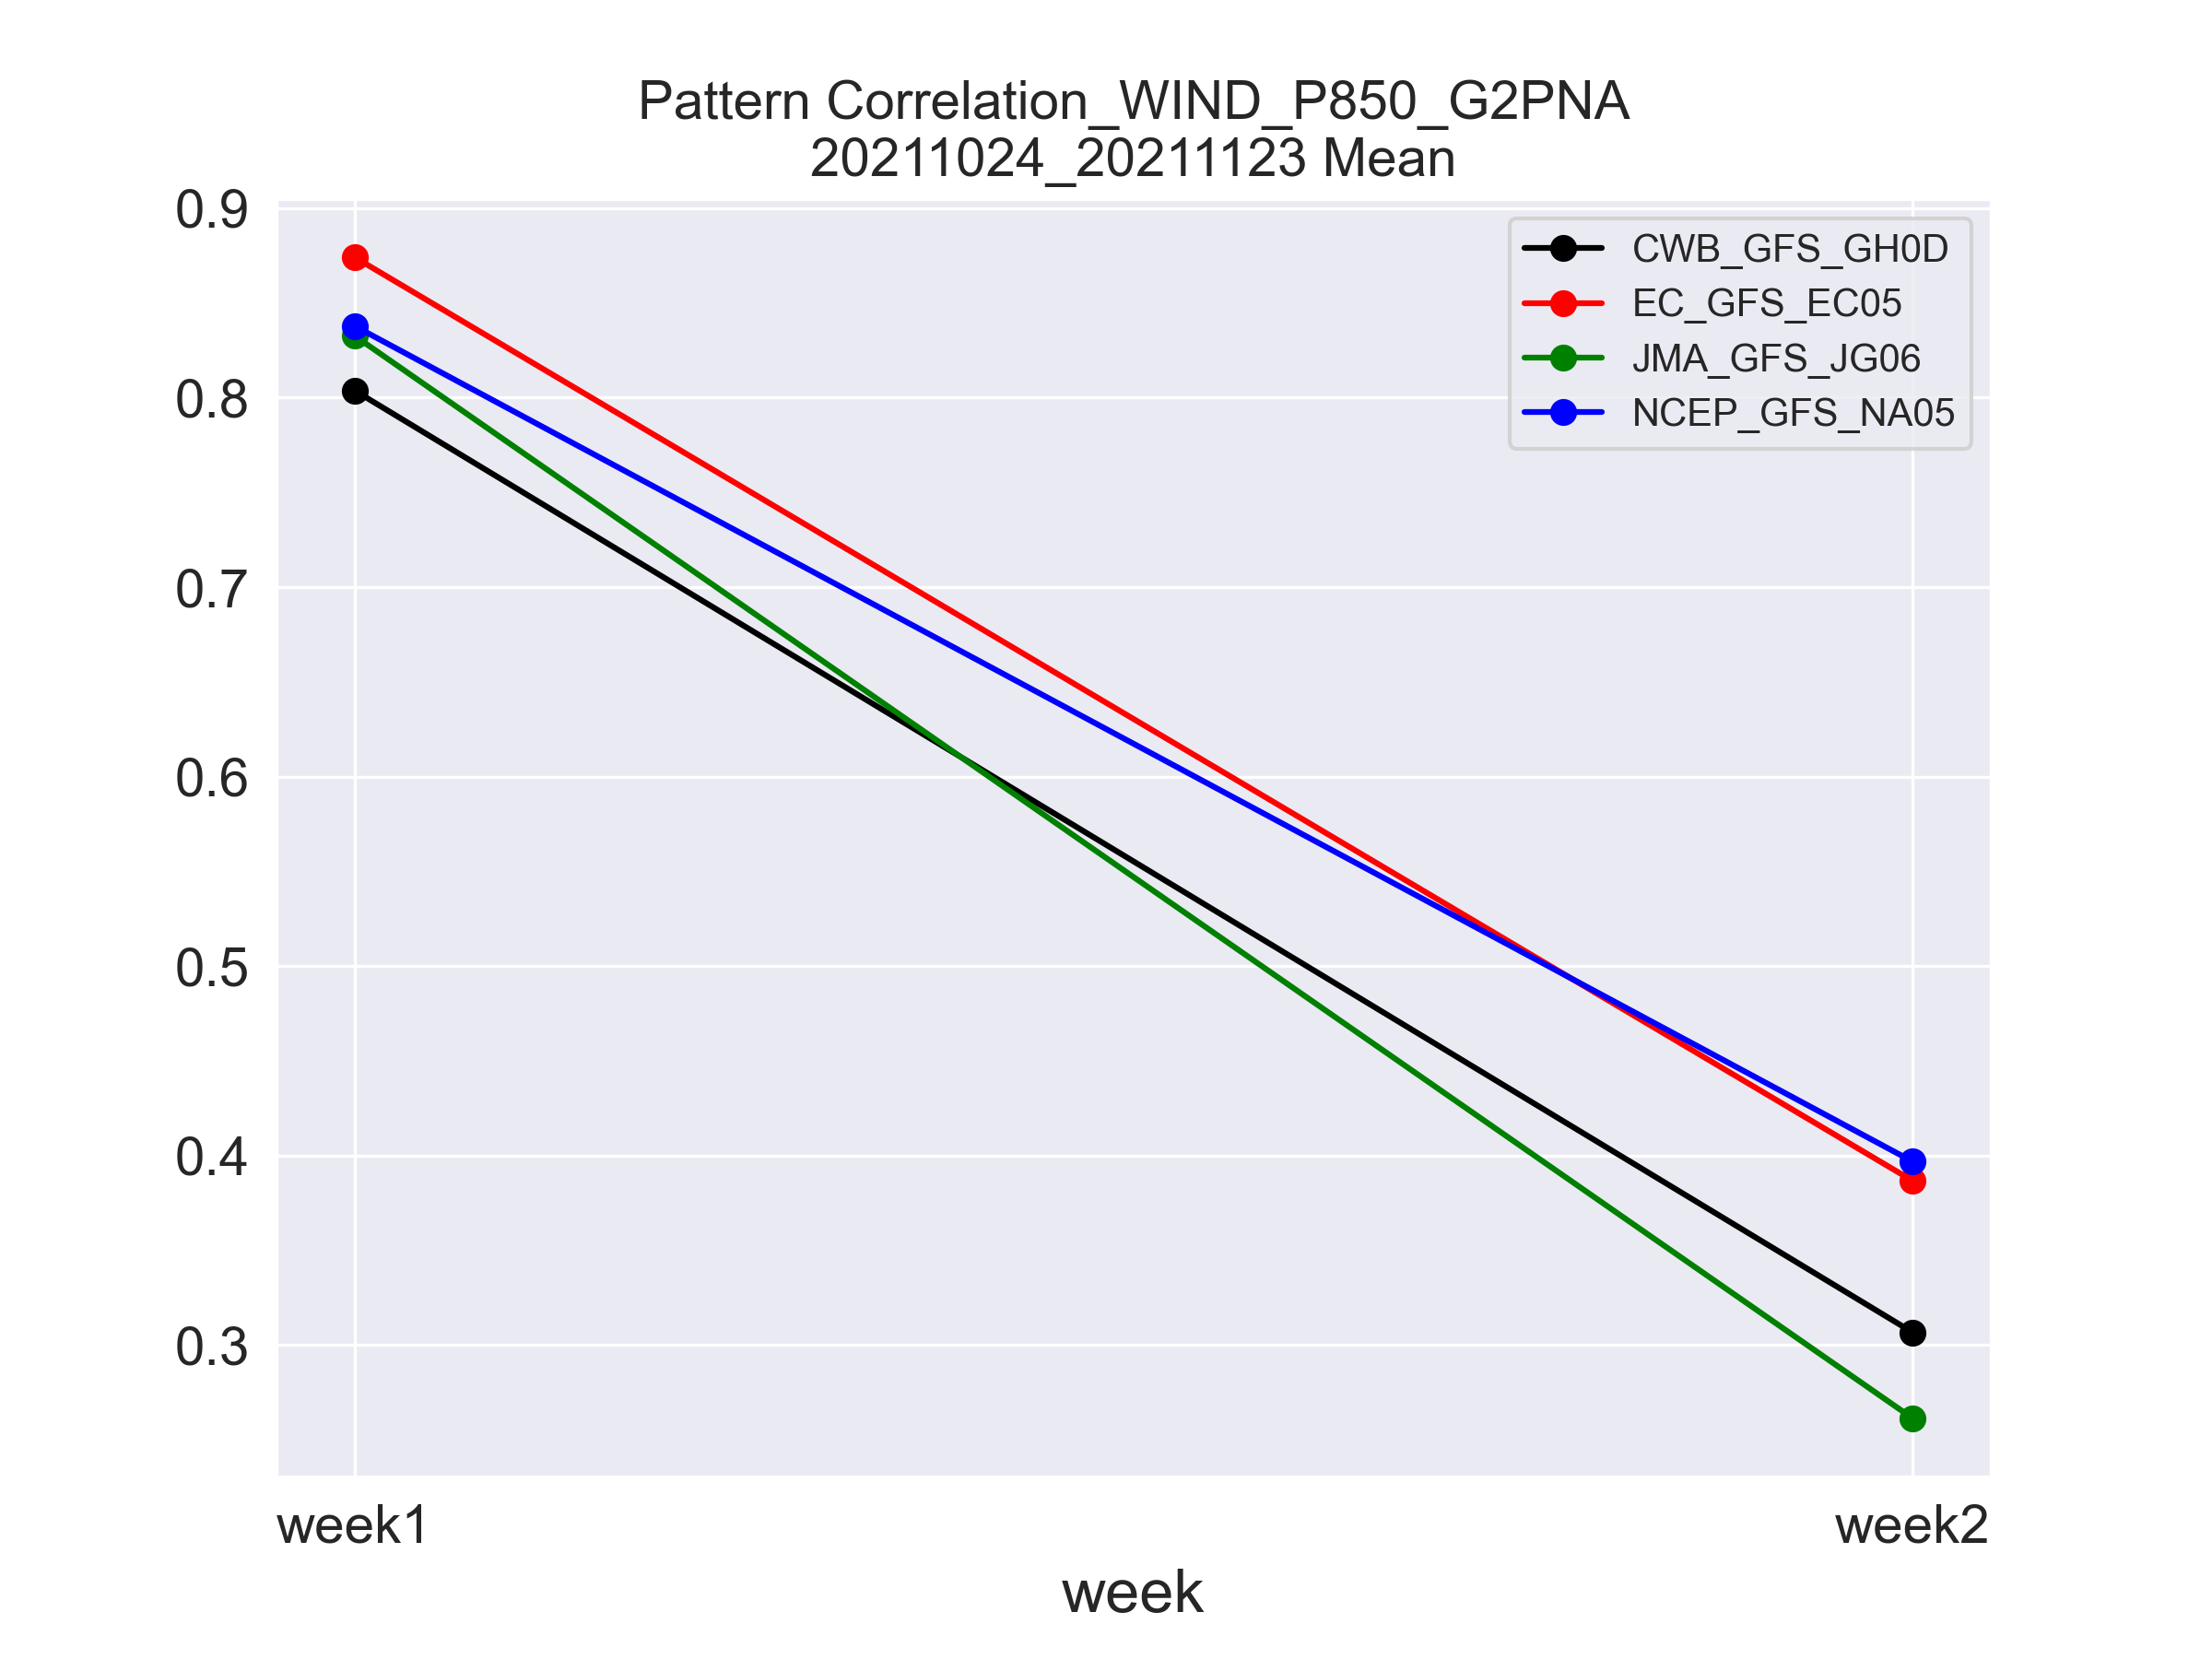 Pattern Correlation_WIND_P850_G2PNA
20211024_20211123 Mean
0.9
0.8
0.7
0.6
0.5
0.4
0.3
CWB_GFS_GH0D
EC_GFS_EC05
JMA_GFS_JG06
NCEP_GFS_NA05
week1
week2
week